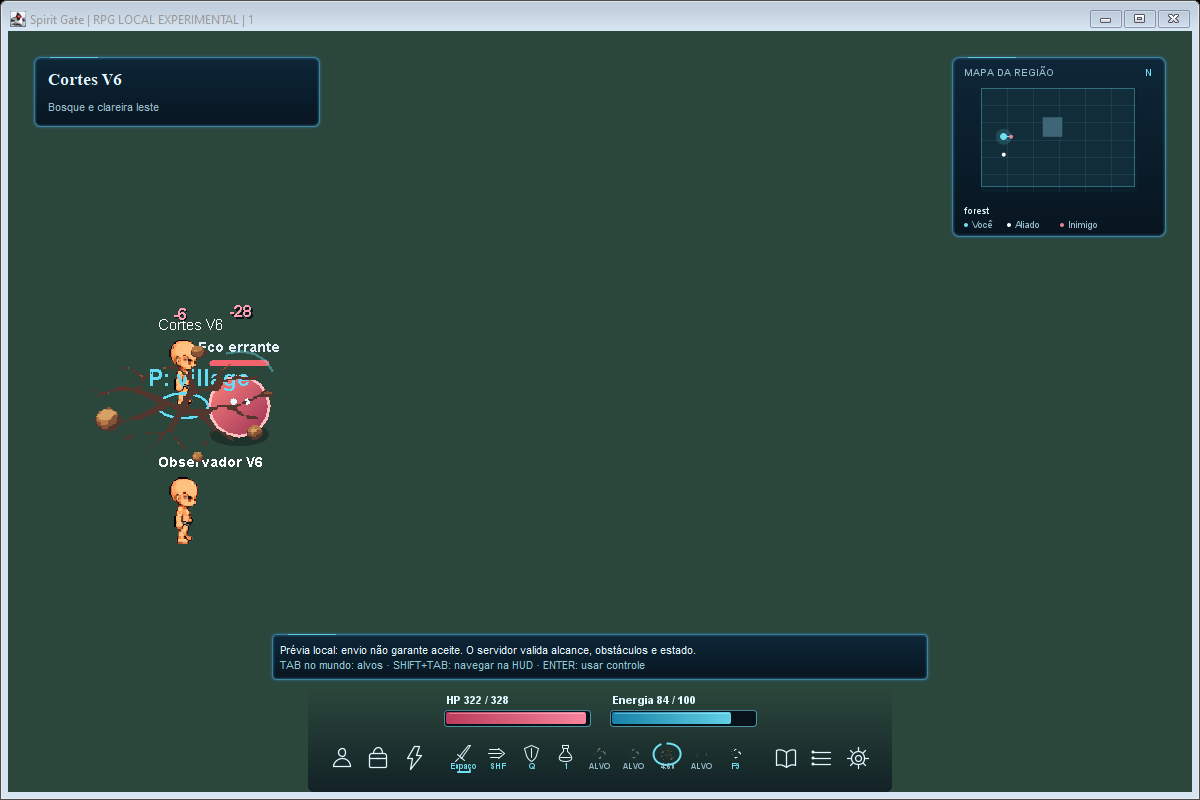 Spirit Gate | RPG LOCAL EXPERIMENTAL | 1
Cortes V6
Bosque e clareira leste
MAPA DA REGIÃO
N
forest
Você
Aliado
Inimigo
-6
-28
Cortes V6
Eco errante
P: Village
Observador V6
Prévia local: envio não garante aceite. O servidor valida alcance, obstáculos e estado.
TAB no mundo: alvos · SHIFT+TAB: navegar na HUD · ENTER: usar controle
HP 322 / 328
Energia 84 / 100
Espaço
SHF
Q
1
ALVO
ALVO
ALVO
F9